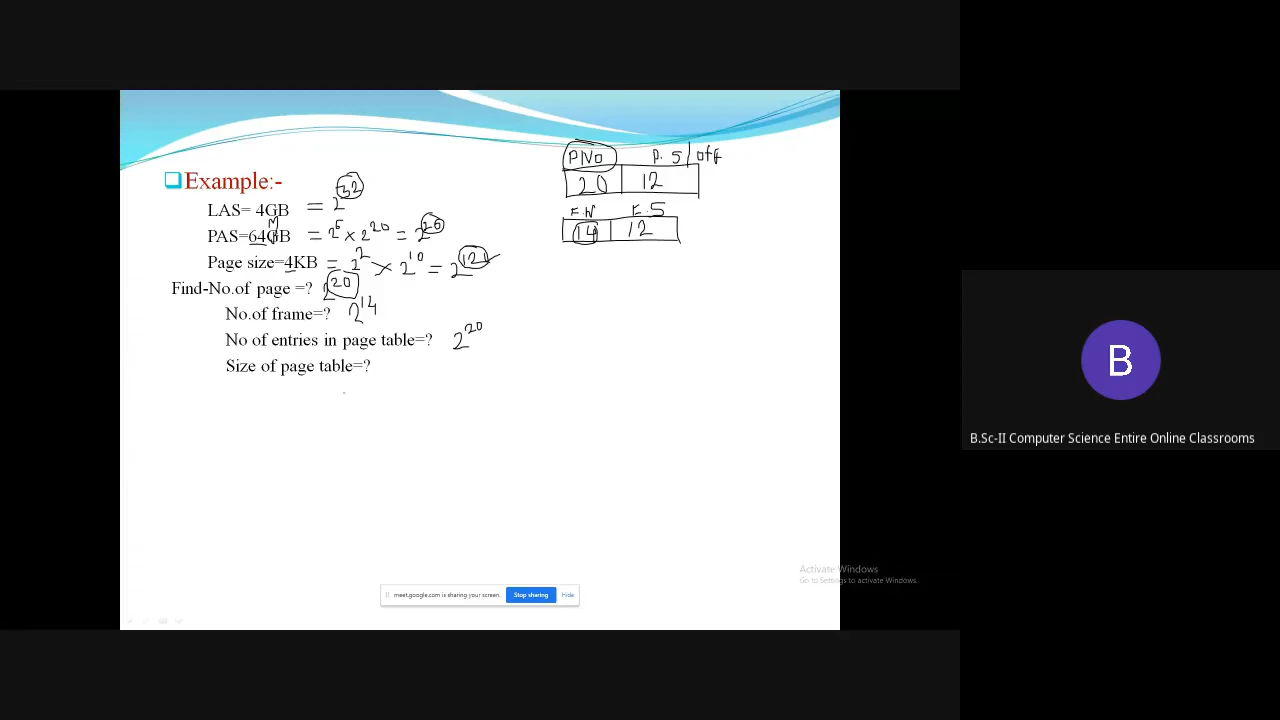 PNO P.S/off
20 12
Example:-
LAS= 4GB = 2^32
F.N F.S
14 12
PAS=64GB M = 2^6 × 2^20 = 2^26
Page size=4KB = 2^2 × 2^10 = 2^12
Find-No.of page =? 2^20
No.of frame=? 2^14
No of entries in page table=? 2^20
Size of page table=?
B
B.Sc-II Computer Science Entire Online Classrooms
Activate Windows
Go to Settings to activate Windows.
meet.google.com is sharing your screen. Stop sharing Hide